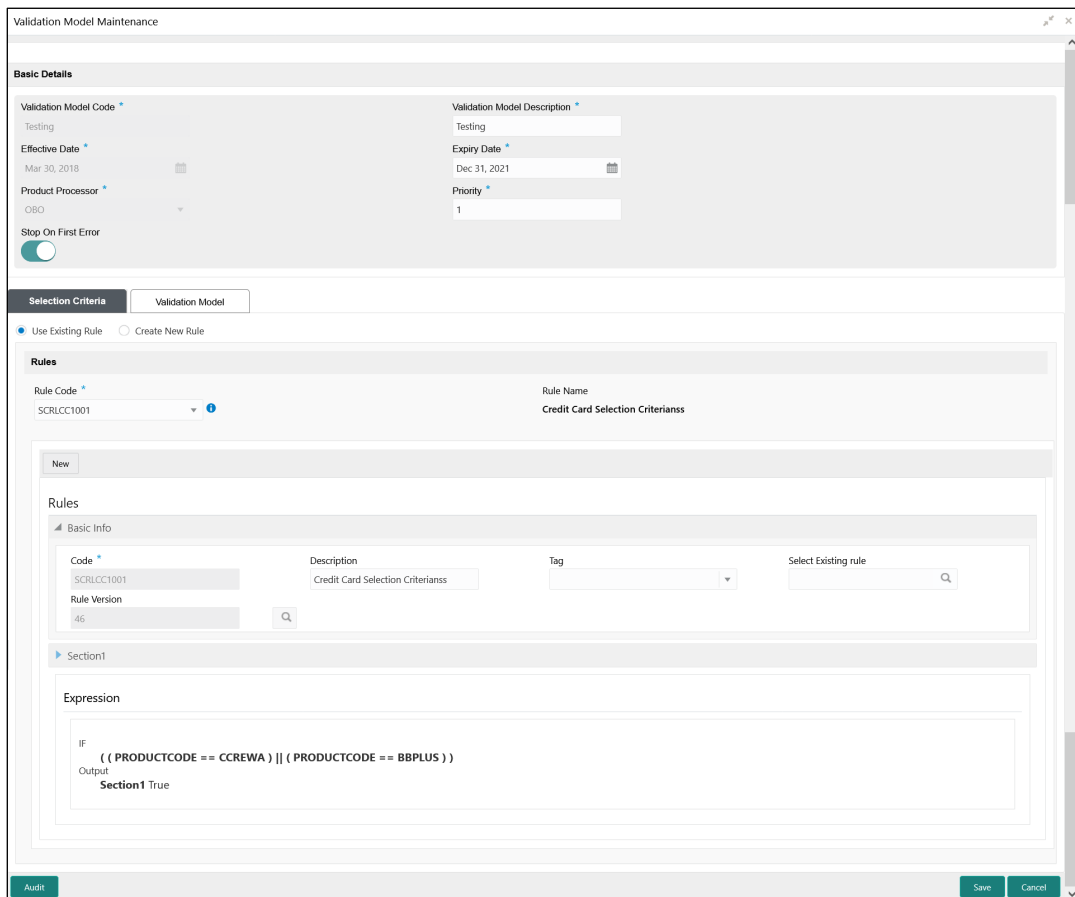 Validation Model Maintenance
Basic Details
Validation Model Code *
Validation Model Description *
Testing
Testing
Effective Date *
Expiry Date *
Mar 30, 2018
Dec 31, 2021
Product Processor *
Priority *
OBO
1
Stop On First Error
Selection Criteria
Validation Model
Use Existing Rule
Create New Rule
Rules
Rule Code *
Rule Name
SCRLCC1001
Credit Card Selection Criterianss
New
Rules
Basic Info
Code *
Description
Tag
Select Existing rule
SCRLCC1001
Credit Card Selection Criterianss
Rule Version
46
Section1
Expression
IF
( ( PRODUCTCODE == CCREWA ) || ( PRODUCTCODE == BBPLUS ) )
Output
Section1 True
Audit
Save
Cancel